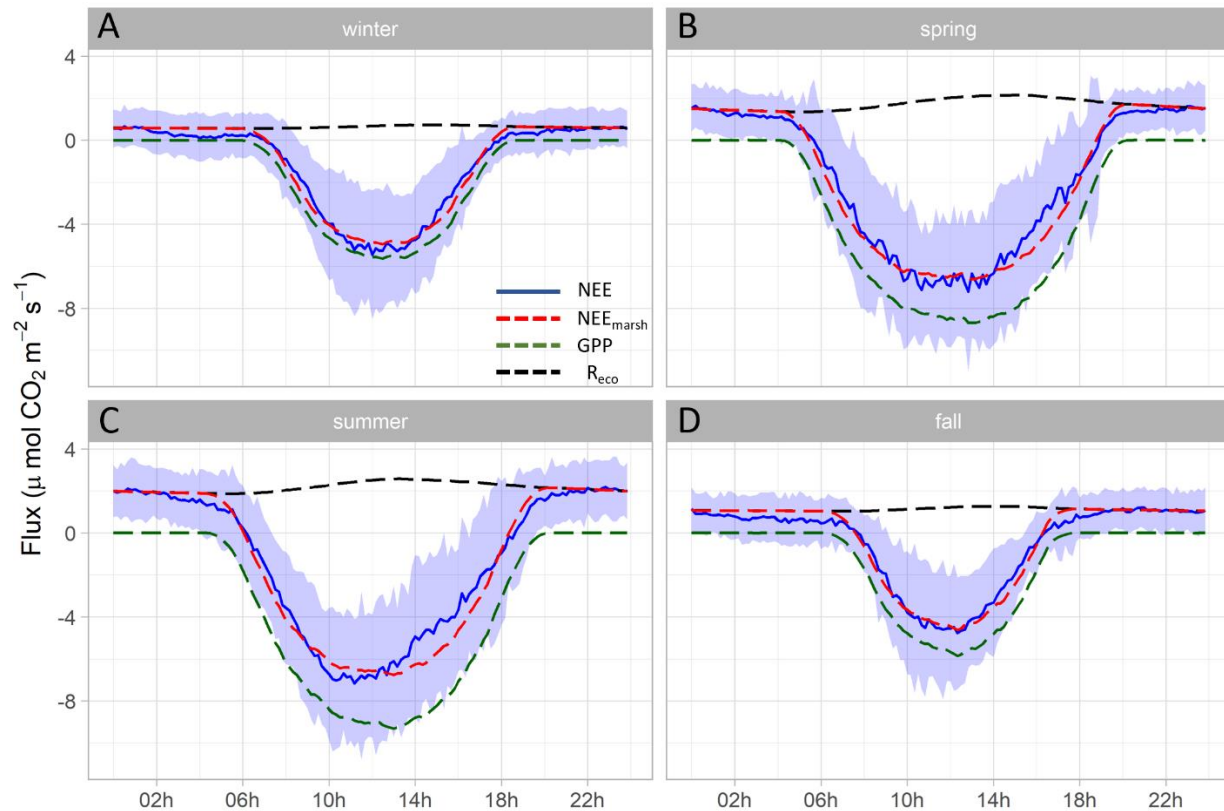 A winter
B spring
4
0
-4
-8
NEE
NEEmarsh
GPP
Reco
Flux (μ mol CO₂ m⁻² s⁻¹)
C summer
D fall
4
0
-4
-8
02h 06h 10h 14h 18h 22h
02h 06h 10h 14h 18h 22h